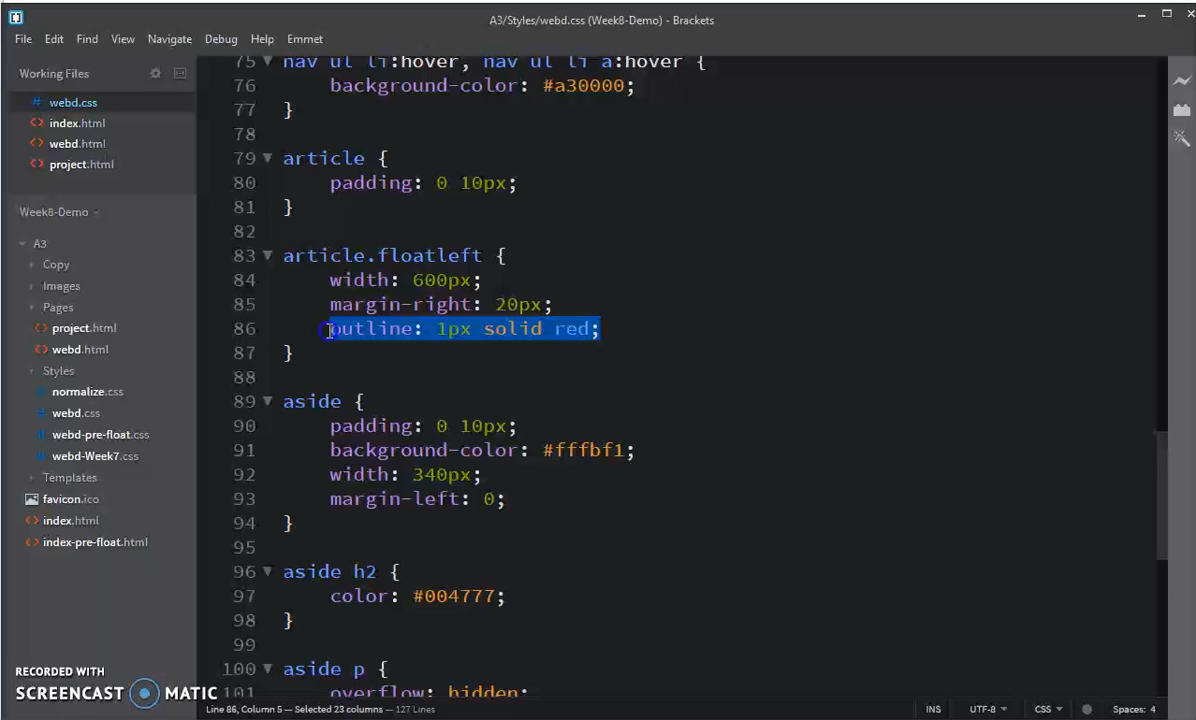 A3/Styles/webd.css (Week8-Demo) - Brackets
File Edit Find View Navigate Debug Help Emmet
Working Files
webd.css
index.html
webd.html
project.html
Week8-Demo
A3
Copy
Images
Pages
project.html
webd.html
Styles
normalize.css
webd.css
webd-pre-float.css
webd-Week7.css
Templates
favicon.ico
index.html
index-pre-float.html
75 nav ul li:hover, nav ul li a:hover {
76 background-color: #a30000;
77 }
78
79 article {
80 padding: 0 10px;
81 }
82
83 article.floatleft {
84 width: 600px;
85 margin-right: 20px;
86 outline: 1px solid red;
87 }
88
89 aside {
90 padding: 0 10px;
91 background-color: #fffbf1;
92 width: 340px;
93 margin-left: 0;
94 }
95
96 aside h2 {
97 color: #004777;
98 }
99
100 aside p {
101 overflow: hidden;
RECORDED WITH
SCREENCAST MATIC
Line 86, Column 5 — Selected 23 columns — 127 Lines
INS UTF-8 CSS Spaces: 4